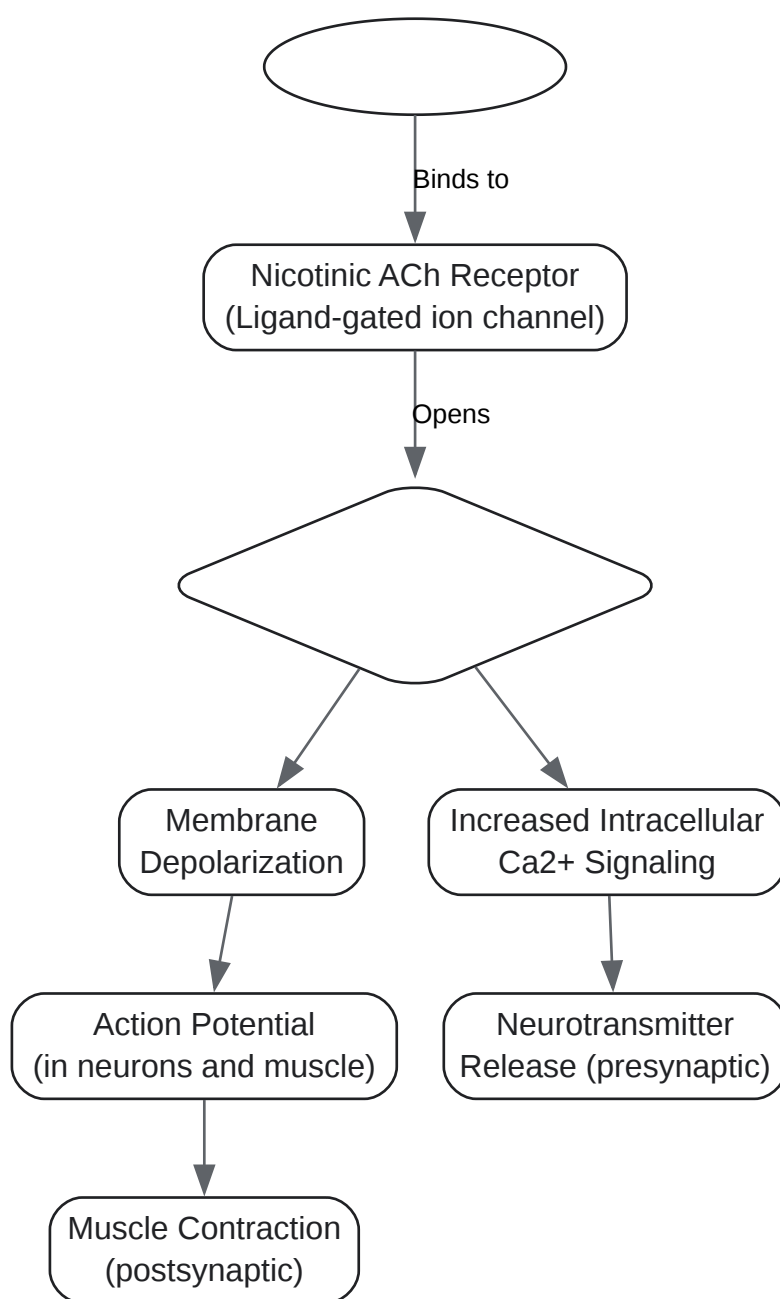 Binds to
Nicotinic ACh Receptor
(Ligand-gated ion channel)
Opens
Membrane
Depolarization
Increased Intracellular
Ca2+ Signaling
Action Potential
(in neurons and muscle)
Neurotransmitter
Release (presynaptic)
Muscle Contraction
(postsynaptic)